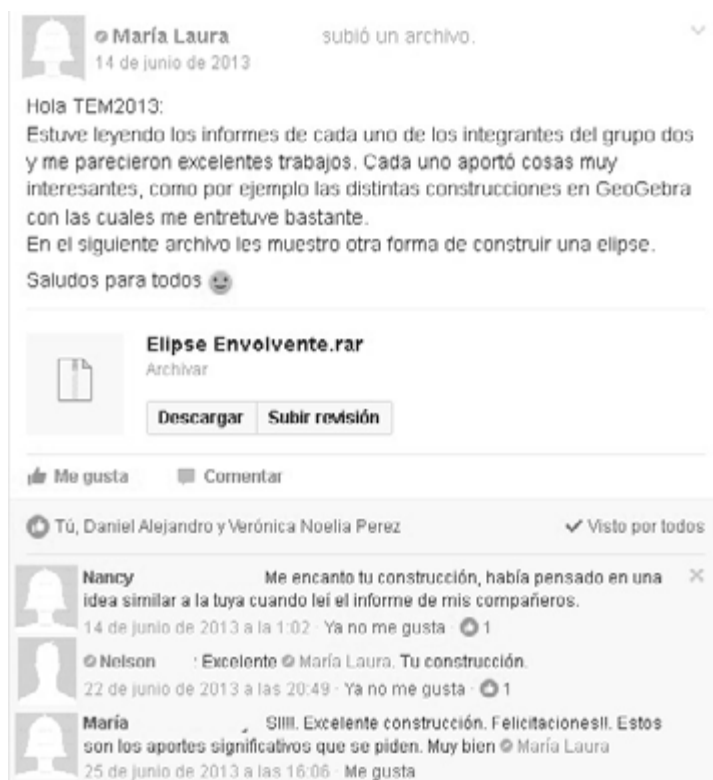 María Laura subió un archivo.
14 de junio de 2013
Hola TEM2013:
Estuve leyendo los informes de cada uno de los integrantes del grupo dos
y me parecieron excelentes trabajos. Cada uno aportó cosas muy
interesantes, como por ejemplo las distintas construcciones en GeoGebra
con las cuales me entretuve bastante.
En el siguiente archivo les muestro otra forma de construir una elipse.
Saludos para todos
Elipse Envolvente.rar
Archivar
Descargar Subir revisión
Me gusta Comentar
Tú, Daniel Alejandro y Verónica Noelia Perez Visto por todos
Nancy Me encanto tu construcción, había pensado en una
idea similar a la tuya cuando leí el informe de mis compañeros.
14 de junio de 2013 a la 1:02 · Ya no me gusta · 1
Nelson : Excelente María Laura. Tu construcción.
22 de junio de 2013 a las 20:49 · Ya no me gusta · 1
María SIIII. Excelente construcción. Felicitaciones!!. Estos
son los aportes significativos que se piden. Muy bien María Laura
25 de junio de 2013 a las 16:06 · Me gusta